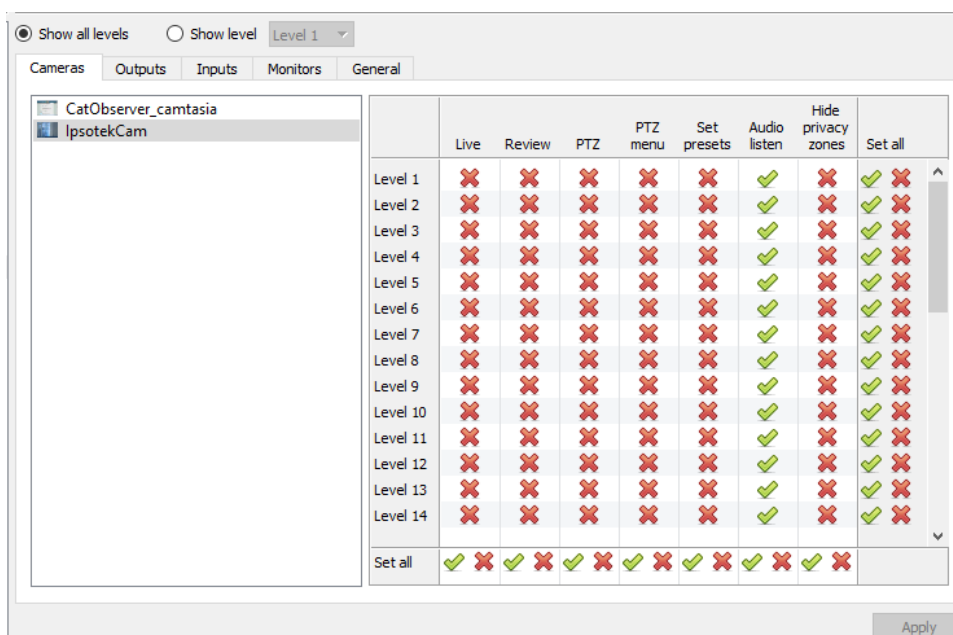 Show all levels Show level Level 1
Cameras Outputs Inputs Monitors General
CatObserver_camtasia
IpsotekCam
Live Review PTZ PTZ menu Set presets Audio listen Hide privacy zones Set all
Level 1
Level 2
Level 3
Level 4
Level 5
Level 6
Level 7
Level 8
Level 9
Level 10
Level 11
Level 12
Level 13
Level 14
Set all
Apply